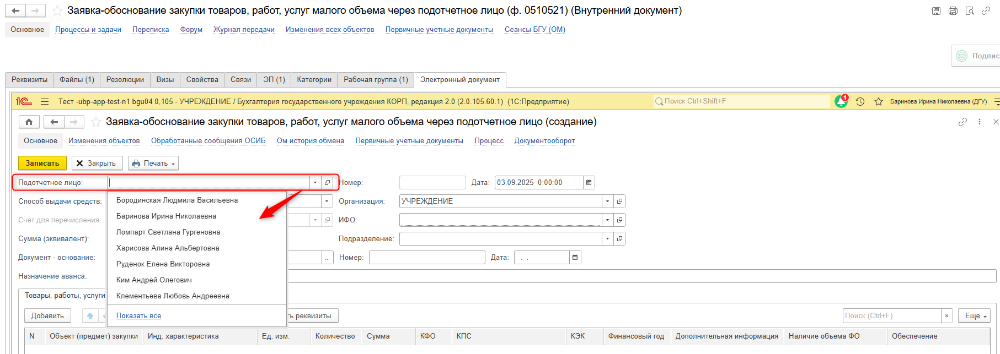 Заявка-обоснование закупки товаров, работ, услуг малого объема через подотчетное лицо (ф. 0510521) (Внутренний документ)
Основное Процессы и задачи Переписка Форум Журнал передачи Изменения всех объектов Первичные учетные документы Сеансы БГУ (ОМ)
Подпис
Реквизиты Файлы (1) Резолюции Визы Свойства Связи ЭП (1) Категории Рабочая группа (1) Электронный документ
1С Тест -ubp-app-test-n1 bgu04 0,105 - УЧРЕЖДЕНИЕ / Бухгалтерия государственного учреждения КОРП, редакция 2.0 (2.0.105.60.1) (1С:Предприятие) Поиск Ctrl+Shift+F 1 Баринова Ирина Николаевна (ДГУ)
Заявка-обоснование закупки товаров, работ, услуг малого объема через подотчетное лицо (создание)
Основное Изменения объектов Обработанные сообщения ОСИБ Ом история обмена Первичные учетные документы Процесс Документооборот
Записать Закрыть Печать
Подотчетное лицо: Номер: Дата: 03.09.2025 0:00:00
Способ выдачи средств: Организация: УЧРЕЖДЕНИЕ
Счет для перечисления: ИФО:
Сумма (эквивалент): Подразделение:
Документ - основание: ... Номер: Дата: . .
Назначение аванса:
Бородинская Людмила Васильевна
Баринова Ирина Николаевна
Ломпарт Светлана Гургеновна
Харисова Алина Альбертовна
Руденок Елена Викторовна
Ким Андрей Олегович
Клементьева Любовь Андреевна
Показать все
Товары, работы, услуги
Добавить ть реквизиты Поиск (Ctrl+F) × Еще
N Объект (предмет) закупки Инд. характеристика Ед. изм. Количество Сумма КФО КПС КЭК Финансовый год Дополнительная информация Наличие объема ФО Обеспечение